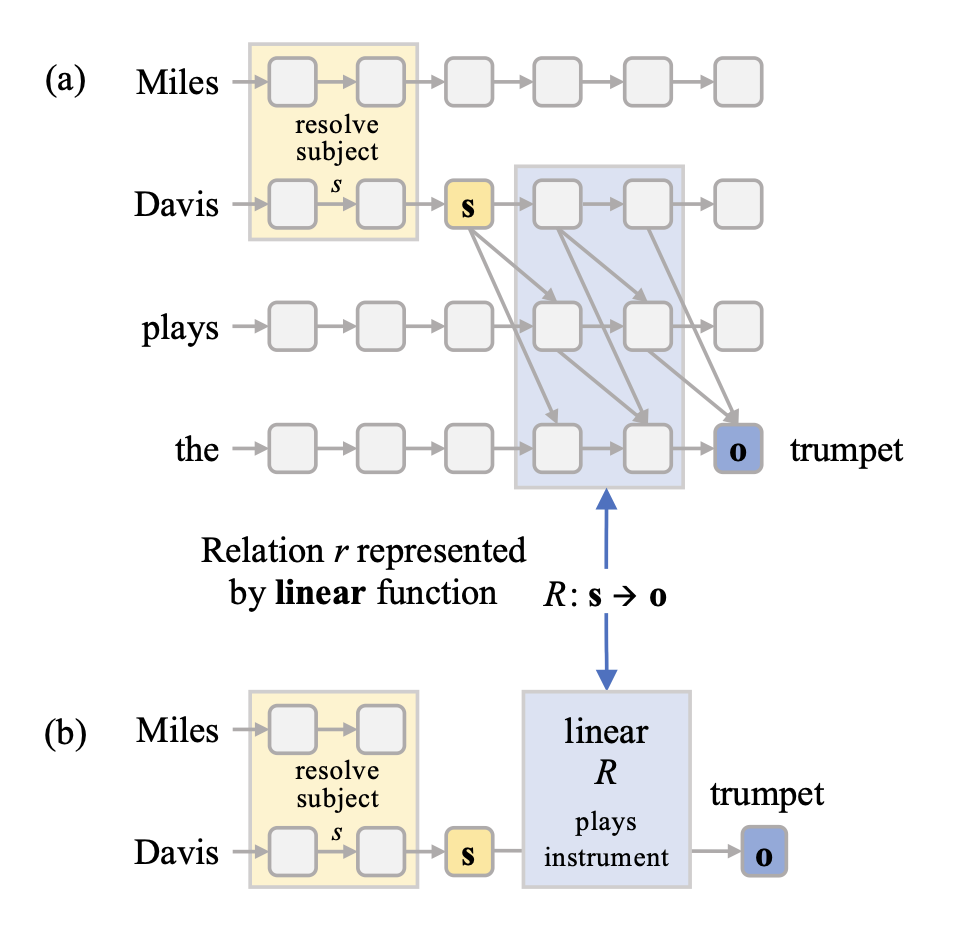 (a)
Miles
resolve
subject
s
Davis
s
plays
the
o
trumpet
Relation r represented
by linear function
R: s → o
(b)
Miles
resolve
subject
s
Davis
s
linear
R
plays
instrument
trumpet
o